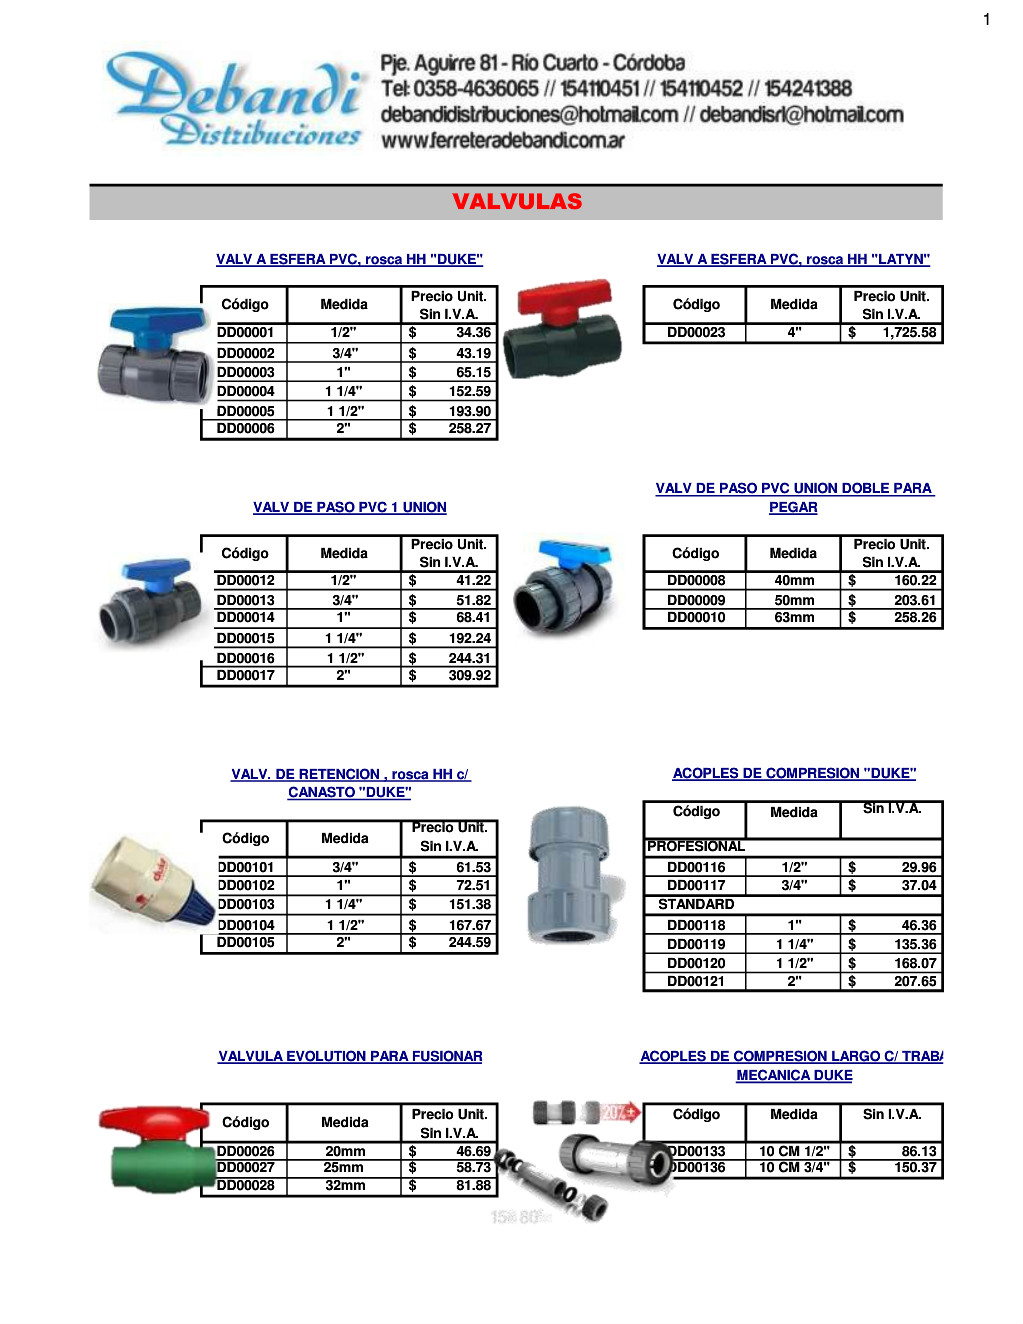 1
Debandi
Distribuciones
Pje. Aguirre 81 - Río Cuarto - Córdoba
Tel: 0358-4636065 // 154110451 // 154110452 // 154241388
debandidistribuciones@hotmail.com // debandisrl@hotmail.com
www.ferreteradebandi.com.ar
VALVULAS
VALV A ESFERA PVC, rosca HH "DUKE"
Código Medida Precio Unit. Sin I.V.A.
DD00001 1/2" $ 34.36
DD00002 3/4" $ 43.19
DD00003 1" $ 65.15
DD00004 1 1/4" $ 152.59
DD00005 1 1/2" $ 193.90
DD00006 2" $ 258.27
VALV A ESFERA PVC, rosca HH "LATYN"
Código Medida Precio Unit. Sin I.V.A.
DD00023 4" $ 1,725.58
VALV DE PASO PVC 1 UNION
Código Medida Precio Unit. Sin I.V.A.
DD00012 1/2" $ 41.22
DD00013 3/4" $ 51.82
DD00014 1" $ 68.41
DD00015 1 1/4" $ 192.24
DD00016 1 1/2" $ 244.31
DD00017 2" $ 309.92
VALV DE PASO PVC UNION DOBLE PARA
PEGAR
Código Medida Precio Unit. Sin I.V.A.
DD00008 40mm $ 160.22
DD00009 50mm $ 203.61
DD00010 63mm $ 258.26
VALV. DE RETENCION , rosca HH c/
CANASTO "DUKE"
Código Medida Precio Unit. Sin I.V.A.
DD00101 3/4" $ 61.53
DD00102 1" $ 72.51
DD00103 1 1/4" $ 151.38
DD00104 1 1/2" $ 167.67
DD00105 2" $ 244.59
ACOPLES DE COMPRESION "DUKE"
Código Medida Sin I.V.A.
PROFESIONAL
DD00116 1/2" $ 29.96
DD00117 3/4" $ 37.04
STANDARD
DD00118 1" $ 46.36
DD00119 1 1/4" $ 135.36
DD00120 1 1/2" $ 168.07
DD00121 2" $ 207.65
VALVULA EVOLUTION PARA FUSIONAR
Código Medida Precio Unit. Sin I.V.A.
DD00026 20mm $ 46.69
DD00027 25mm $ 58.73
DD00028 32mm $ 81.88
ACOPLES DE COMPRESION LARGO C/ TRABA
MECANICA DUKE
Código Medida Sin I.V.A.
DD00133 10 CM 1/2" $ 86.13
DD00136 10 CM 3/4" $ 150.37
20%±